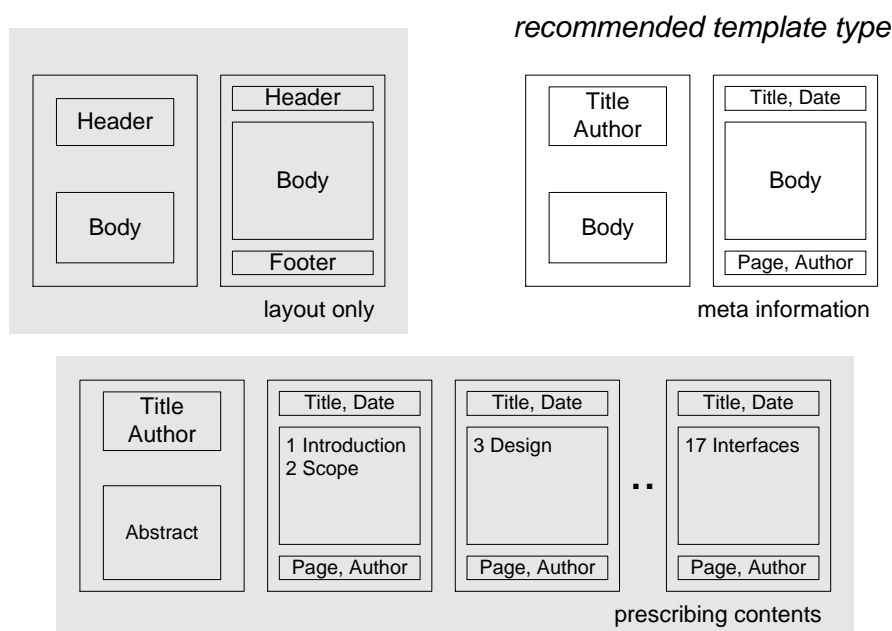 recommended template type
Header
Body
Header
Body
Footer
layout only
Title
Author
Body
Title, Date
Body
Page, Author
meta information
Title
Author
Abstract
Title, Date
1 Introduction
2 Scope
Page, Author
Title, Date
3 Design
Page, Author
..
Title, Date
17 Interfaces
Page, Author
prescribing contents